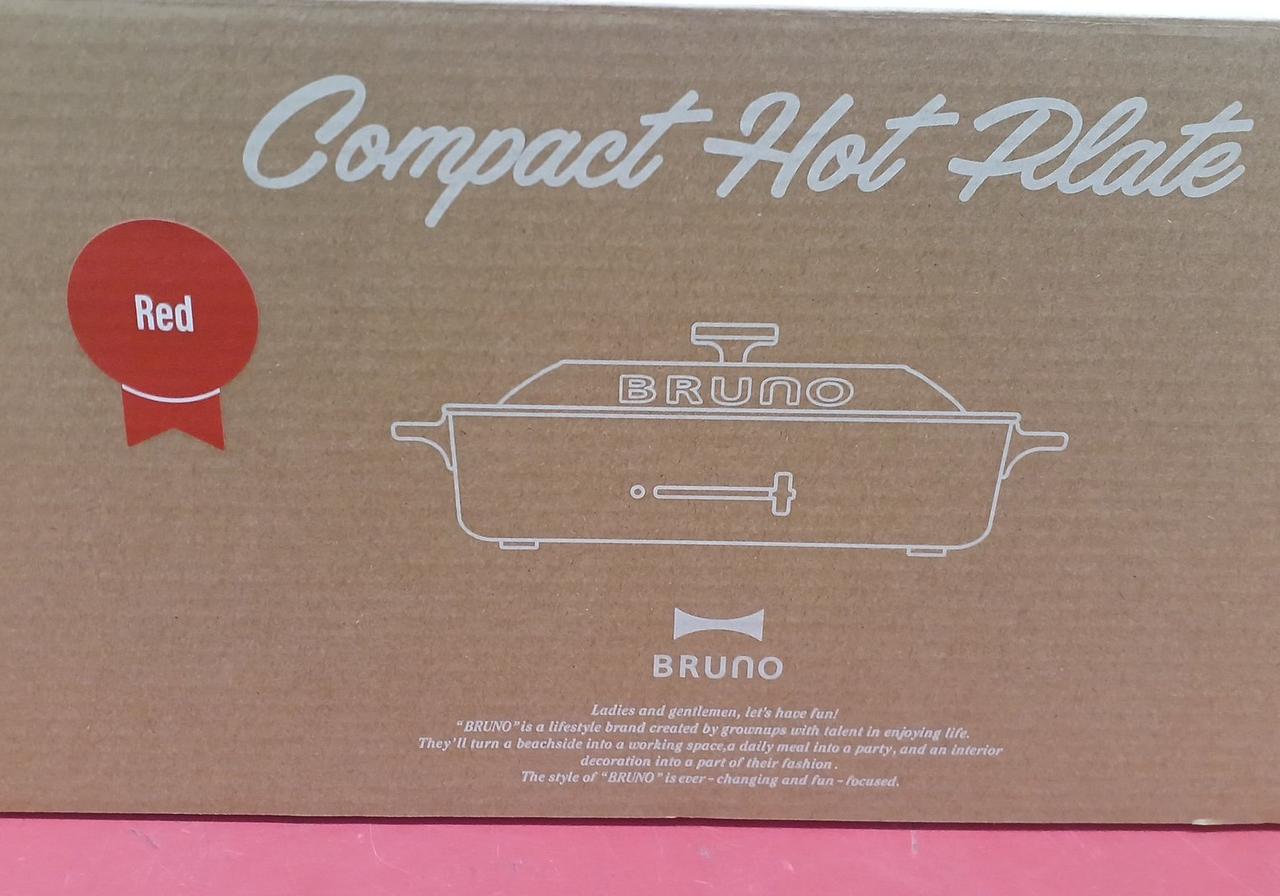 Compact Hot Plate
Red
BRUNO
BRUNO
Ladies and gentlemen, let's have fun!
"BRUNO" is a lifestyle brand created by grownups with talent in enjoying life.
They'll turn a beachside into a working space,a daily meal into a party, and an interior
decoration into a part of their fashion.
The style of "BRUNO" is ever-changing and fun-focused.